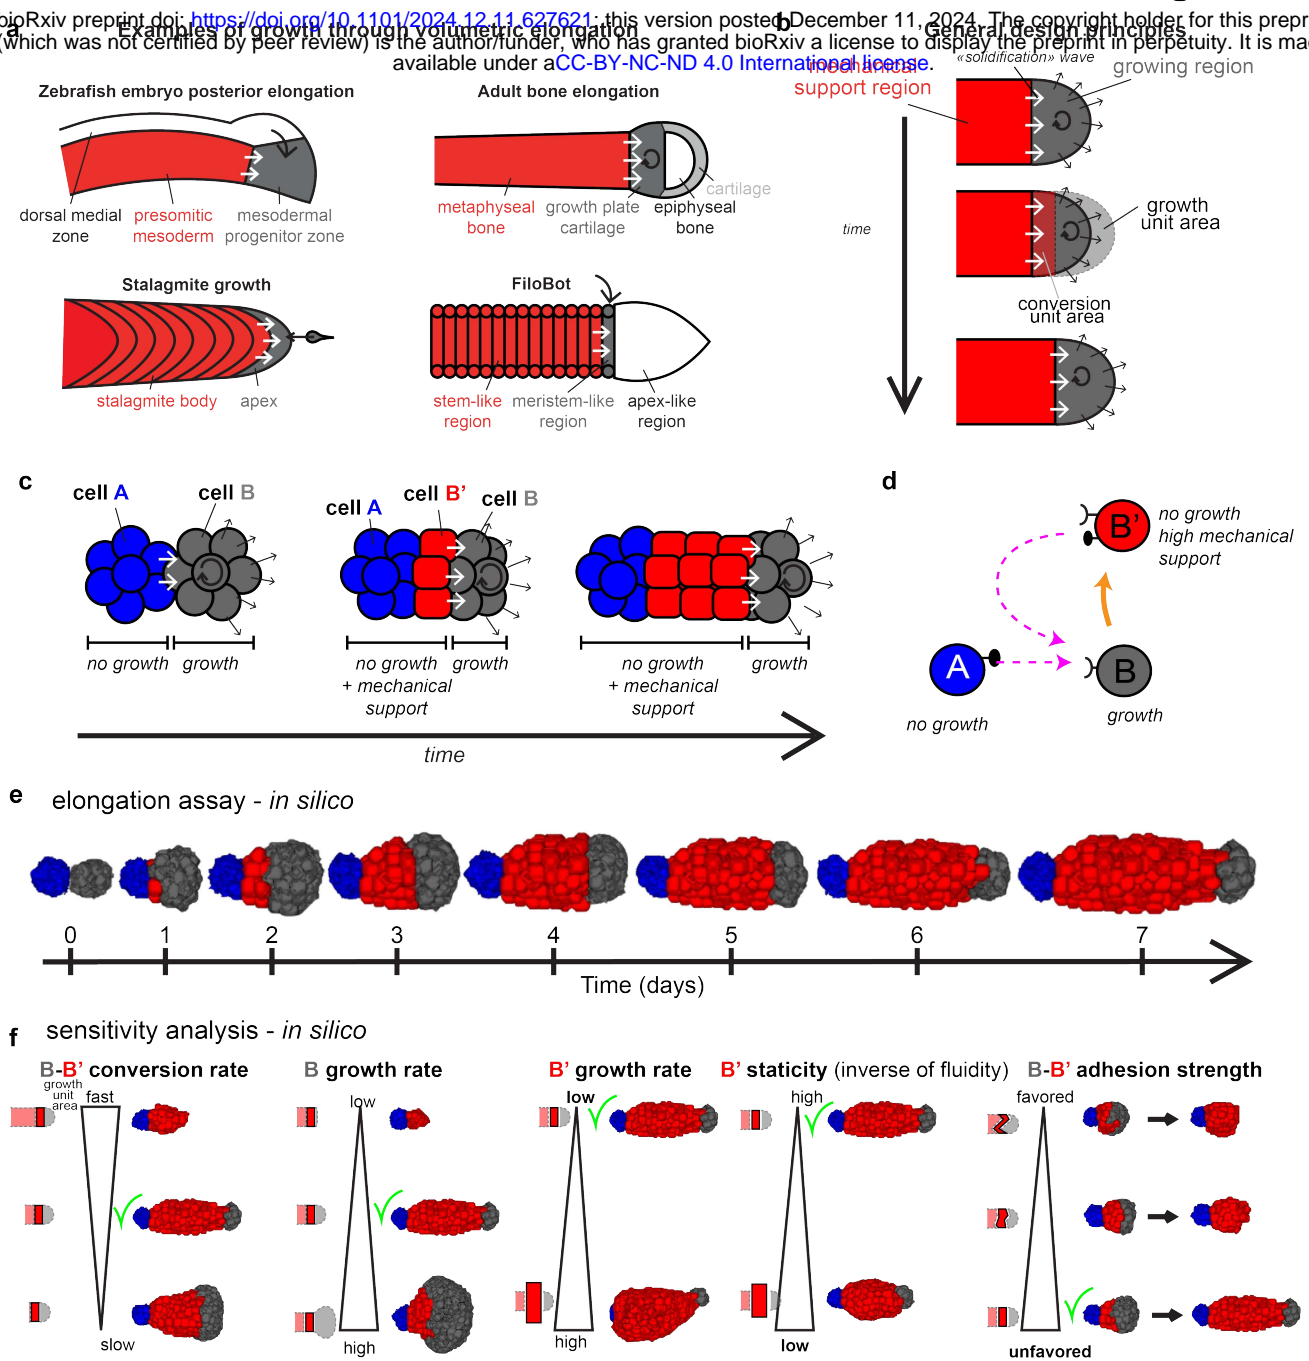 bioRxiv preprint doi: https://doi.org/10.1101/2024.12.11.627621; this version posted December 11, 2024. The copyright holder for this prepr
(which was not certified by peer review) is the author/funder, who has granted bioRxiv a license to display the preprint in perpetuity. It is ma
available under aCC-BY-NC-ND 4.0 International license.
a
Examples of growth through volumetric elongation
Zebrafish embryo posterior elongation
dorsal medial zone
presomitic mesoderm
mesodermal progenitor zone
Adult bone elongation
metaphyseal bone
growth plate cartilage
epiphyseal bone
cartilage
Stalagmite growth
stalagmite body
apex
FiloBot
stem-like region
meristem-like region
apex-like region
b
General design principles
mechanical support region
«solidification» wave
growing region
time
growth unit area
conversion unit area
c
cell A
cell B
cell A
cell B’
cell B
no growth
growth
no growth
+ mechanical
support
growth
no growth
+ mechanical
support
growth
time
d
B’
no growth
high mechanical
support
A
no growth
B
growth
e
elongation assay - in silico
0 1 2 3 4 5 6 7
Time (days)
f
sensitivity analysis - in silico
B-B’ conversion rate
growth
unit
area
fast
slow
B growth rate
low
high
B’ growth rate
low
high
B’ staticity (inverse of fluidity)
high
low
B-B’ adhesion strength
favored
unfavored